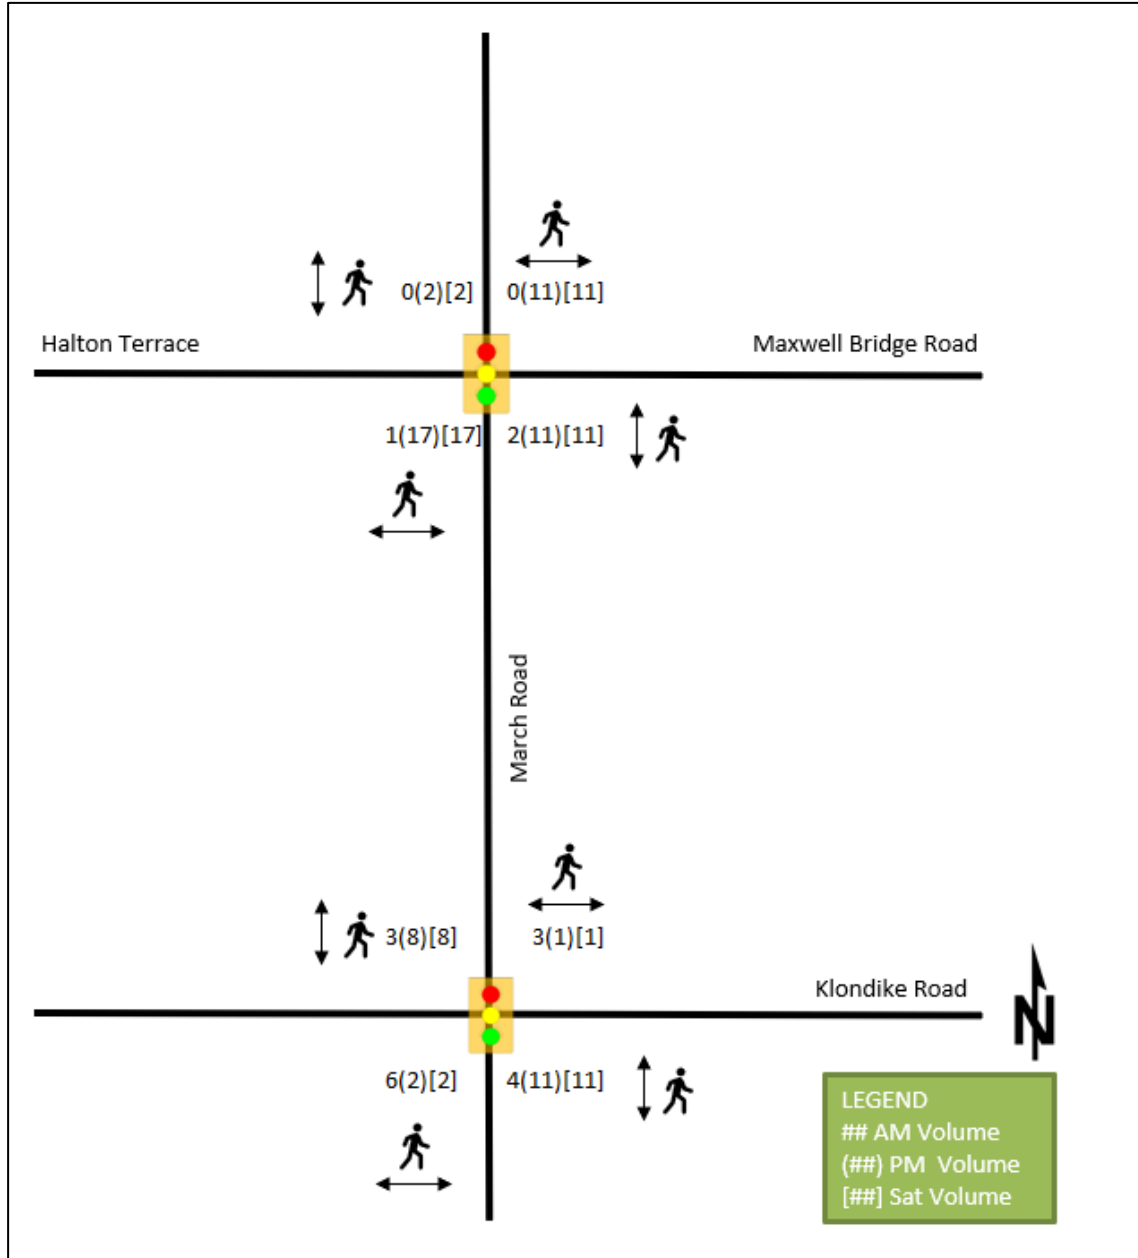 0(2)[2]
0(11)[11]
Halton Terrace
Maxwell Bridge Road
1(17)[17]
2(11)[11]
March Road
3(8)[8]
3(1)[1]
Klondike Road
N
6(2)[2]
4(11)[11]
LEGEND
## AM Volume
(##) PM Volume
[##] Sat Volume